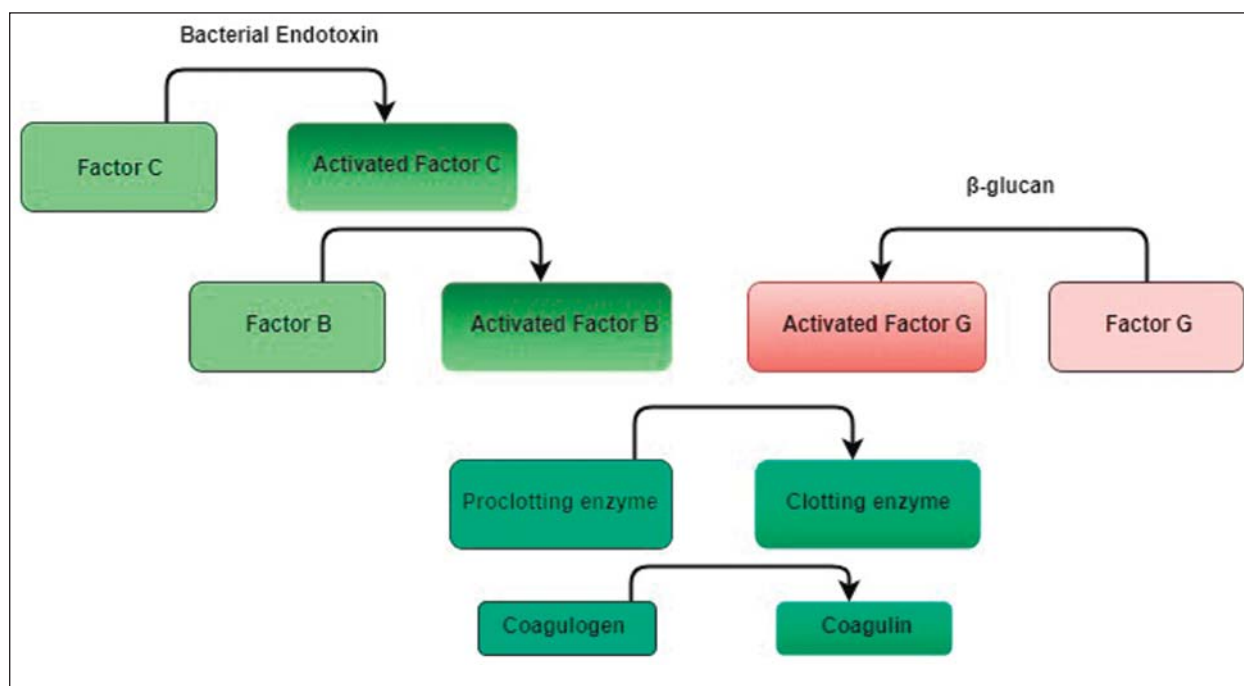 Bacterial Endotoxin
Factor C
Activated Factor C
β-glucan
Factor B
Activated Factor B
Activated Factor G
Factor G
Proclotting enzyme
Clotting enzyme
Coagulogen
Coagulin